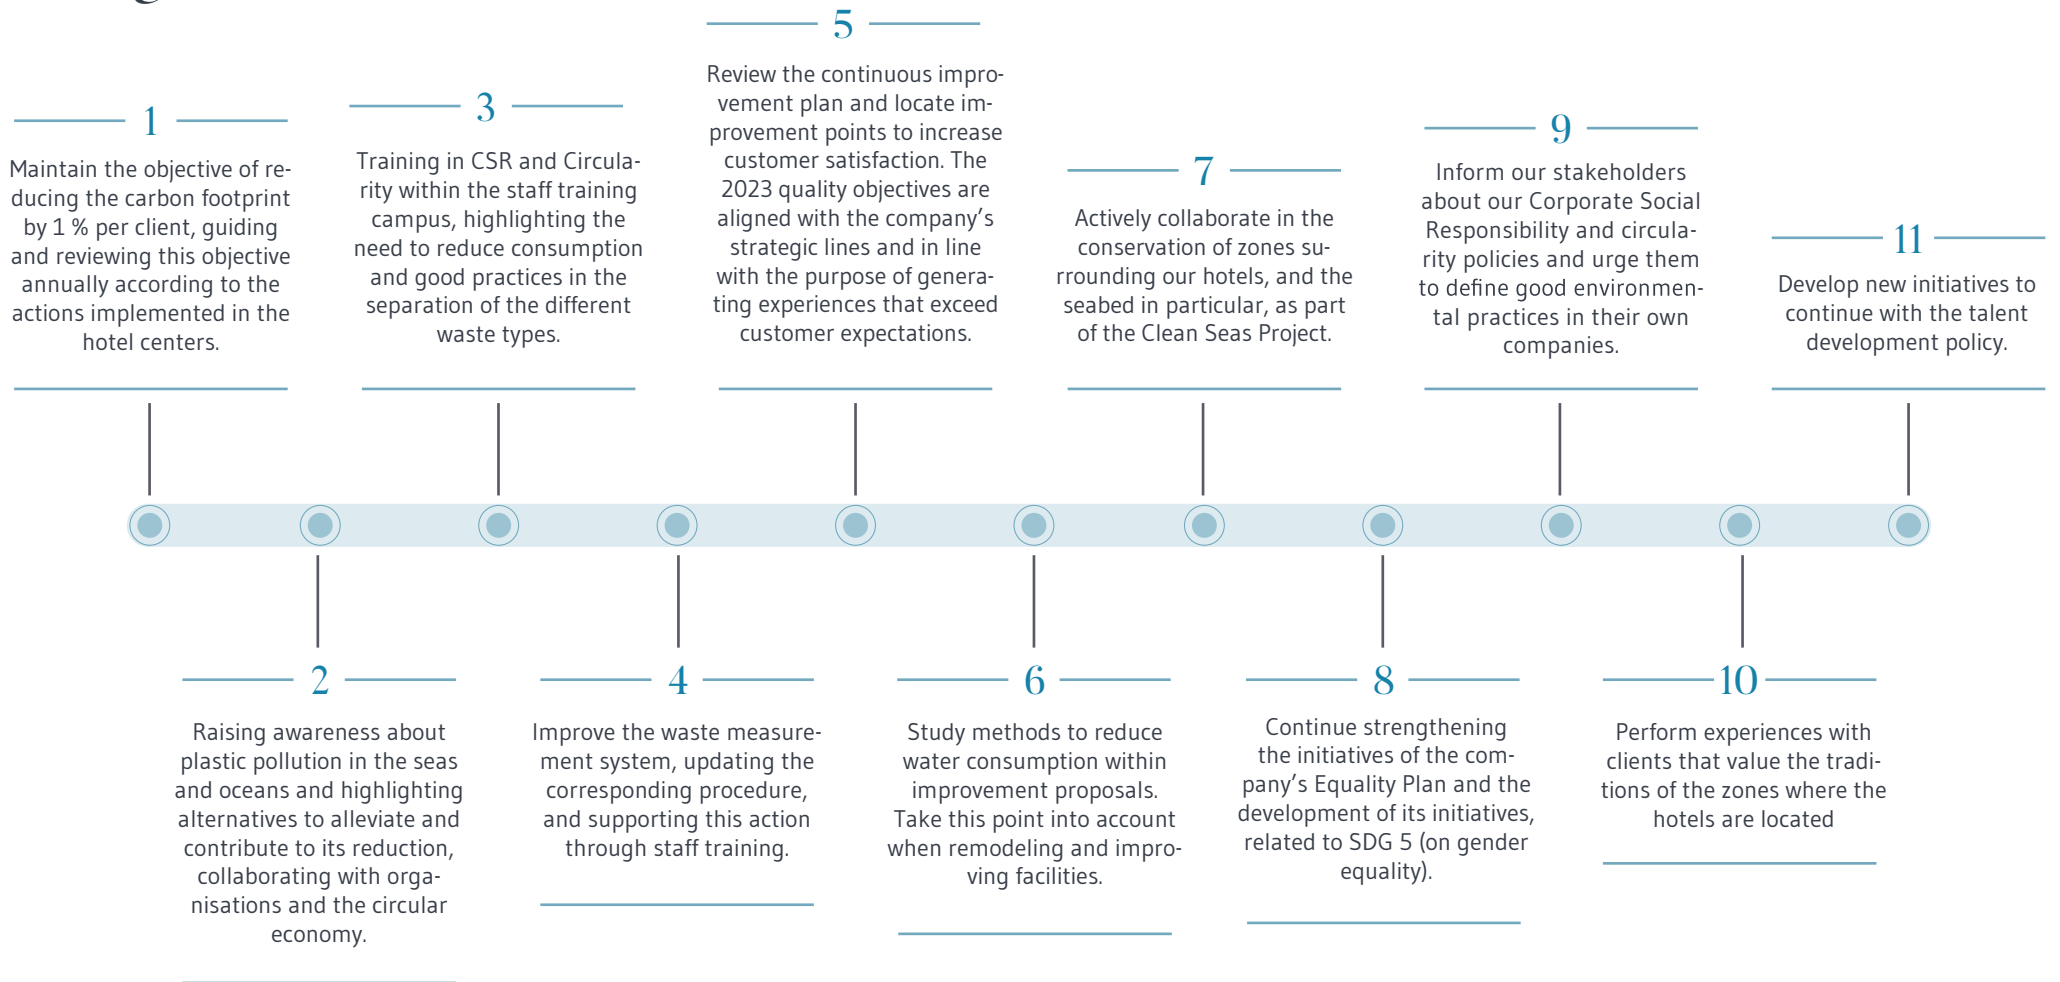 1
Maintain the objective of re-
ducing the carbon footprint
by 1 % per client, guiding
and reviewing this objective
annually according to the
actions implemented in the
hotel centers.
2
Raising awareness about
plastic pollution in the seas
and oceans and highlighting
alternatives to alleviate and
contribute to its reduction,
collaborating with orga-
nisations and the circular
economy.
3
Training in CSR and Circula-
rity within the staff training
campus, highlighting the
need to reduce consumption
and good practices in the
separation of the different
waste types.
4
Improve the waste measure-
ment system, updating the
corresponding procedure,
and supporting this action
through staff training.
5
Review the continuous impro-
vement plan and locate im-
provement points to increase
customer satisfaction. The
2023 quality objectives are
aligned with the company’s
strategic lines and in line
with the purpose of genera-
ting experiences that exceed
customer expectations.
6
Study methods to reduce
water consumption within
improvement proposals.
Take this point into account
when remodeling and impro-
ving facilities.
7
Actively collaborate in the
conservation of zones su-
rrounding our hotels, and the
seabed in particular, as part
of the Clean Seas Project.
8
Continue strengthening
the initiatives of the com-
pany’s Equality Plan and the
development of its initiatives,
related to SDG 5 (on gender
equality).
9
Inform our stakeholders
about our Corporate Social
Responsibility and circula-
rity policies and urge them
to define good environmen-
tal practices in their own
companies.
10
Perform experiences with
clients that value the tradi-
tions of the zones where the
hotels are located
11
Develop new initiatives to
continue with the talent
development policy.